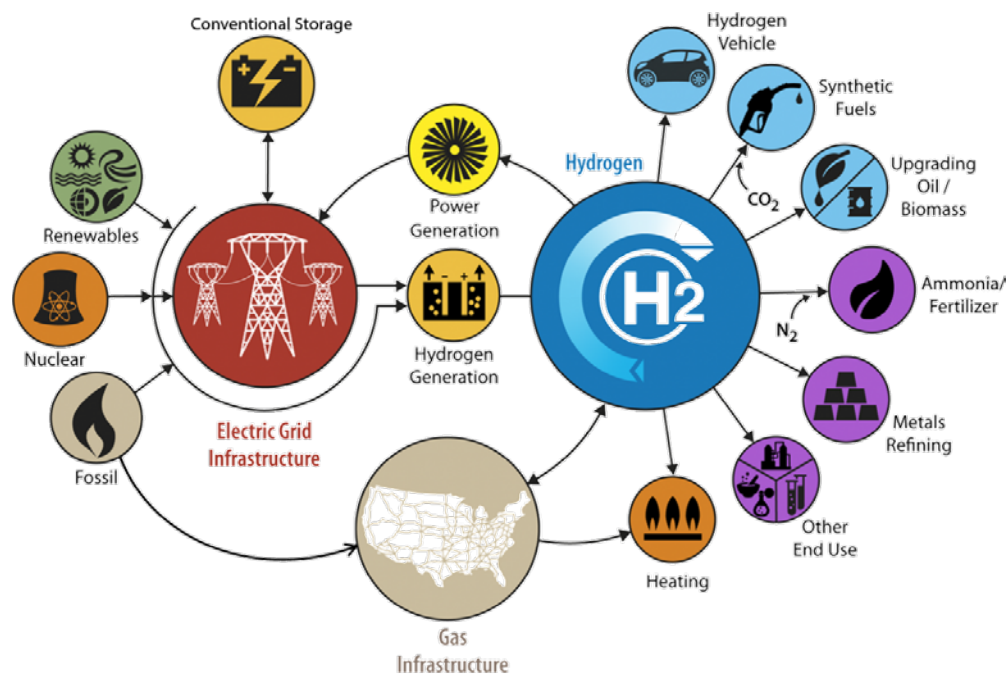 Conventional Storage
Hydrogen
Vehicle
Synthetic
Fuels
Hydrogen
Upgrading
Oil /
Biomass
CO2
Renewables
Power
Generation
H2
Ammonia/
Fertilizer
N2
Nuclear
Hydrogen
Generation
Metals
Refining
Electric Grid
Infrastructure
Fossil
Other
End Use
Heating
Gas
Infrastructure